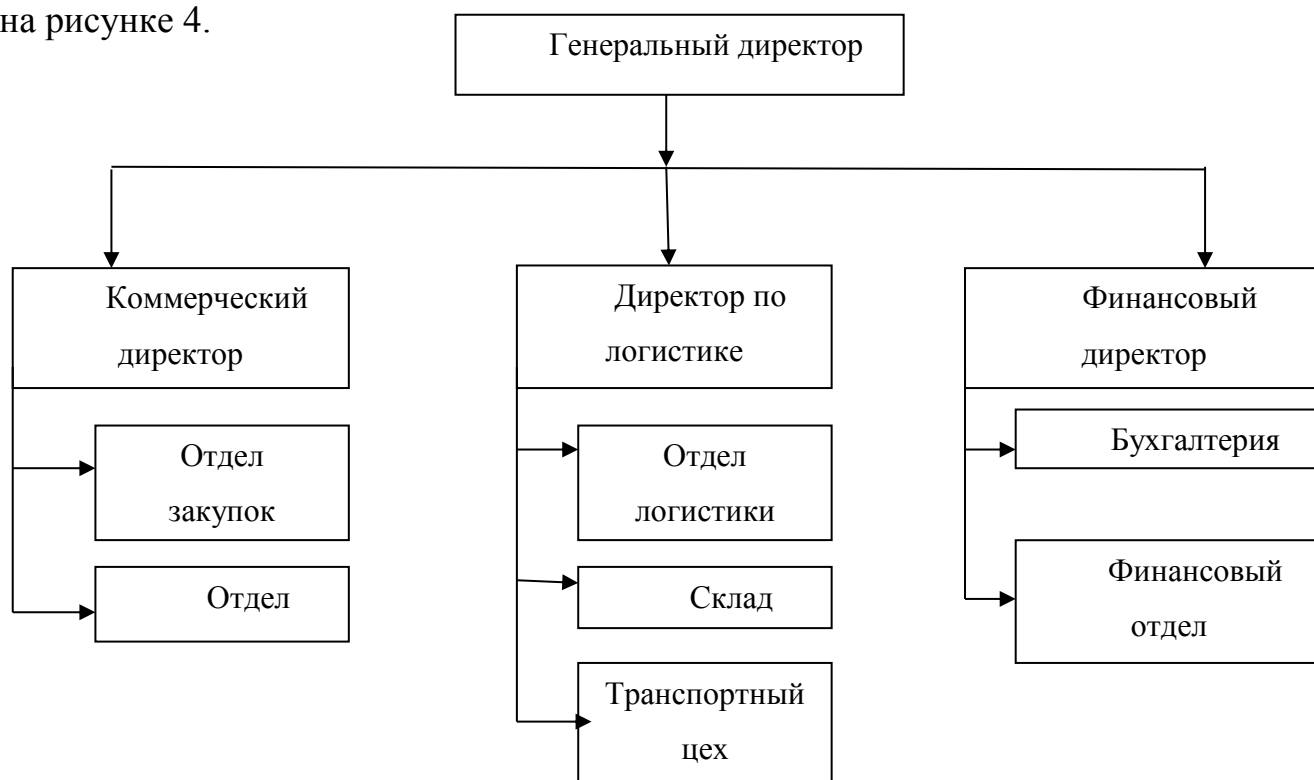 на рисунке 4.
Генеральный директор
Коммерческий
директор
Отдел
закупок
Отдел
Директор по
логистике
Отдел
логистики
Склад
Транспортный
цех
Финансовый
директор
Бухгалтерия
Финансовый
отдел